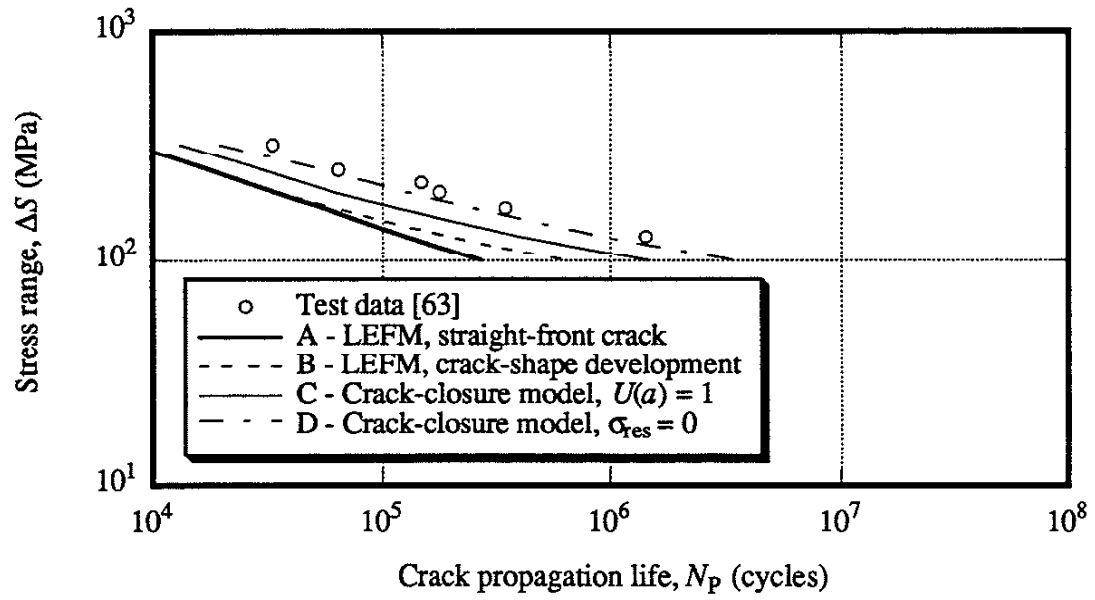 10³
Stress range, ΔS (MPa)
10²
Test data [63]
A - LEFM, straight-front crack
B - LEFM, crack-shape development
C - Crack-closure model, U(a) = 1
D - Crack-closure model, σres = 0
10¹
10⁴ 10⁵ 10⁶ 10⁷ 10⁸
Crack propagation life, NP (cycles)